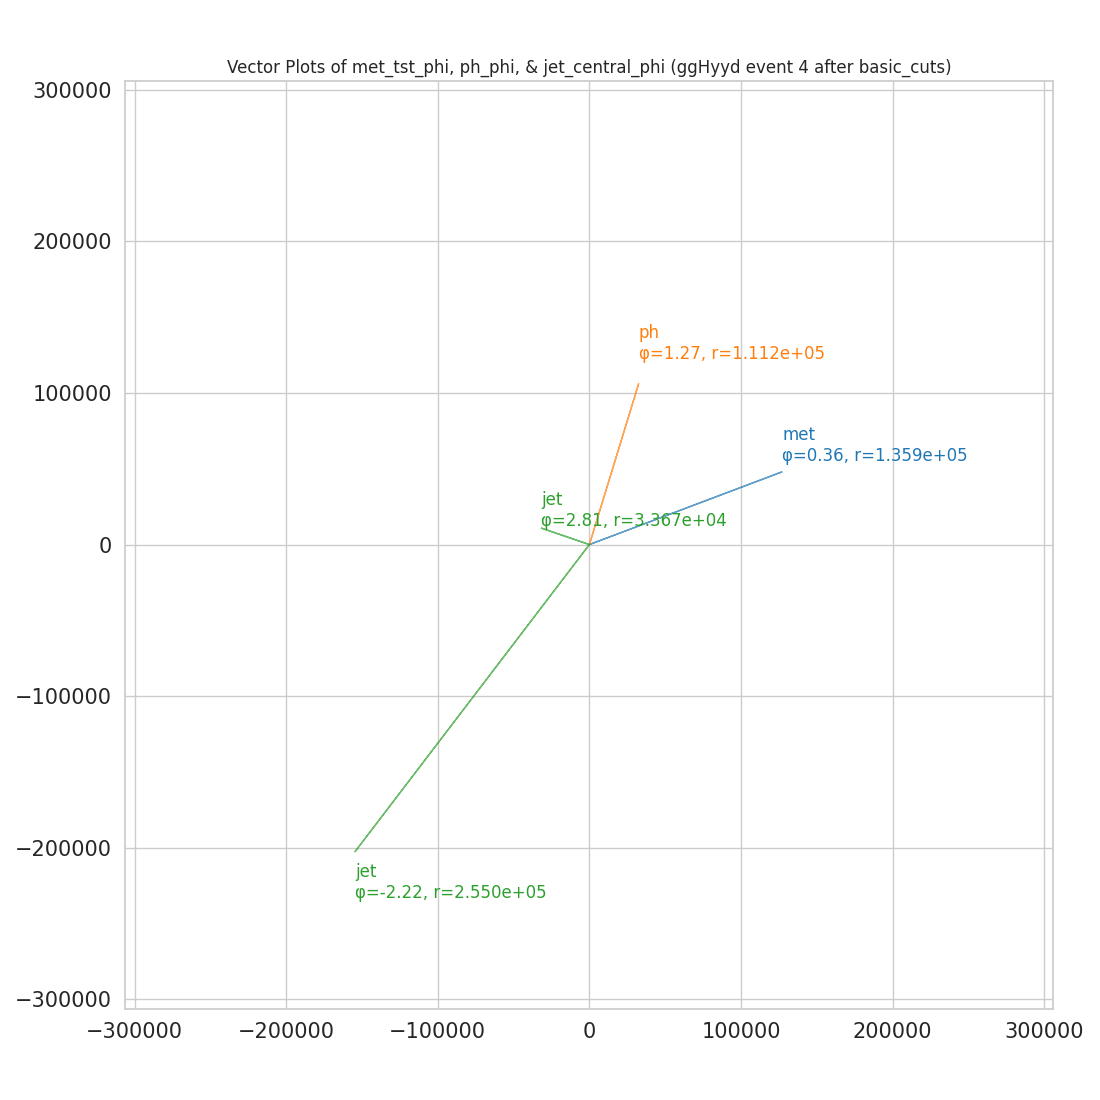 Vector Plots of met_tst_phi, ph_phi, & jet_central_phi (ggHyyd event 4 after basic_cuts)
300000
200000
100000
0
−100000
−200000
−300000
ph
φ=1.27, r=1.112e+05
met
φ=0.36, r=1.359e+05
jet
φ=2.81, r=3.367e+04
jet
φ=-2.22, r=2.550e+05
−300000 −200000 −100000 0 100000 200000 300000